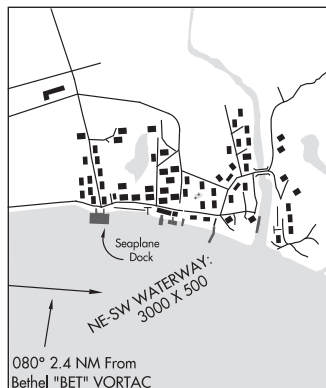 Seaplane
Dock
NE-SW WATERWAY:
3000 X 500
080° 2.4 NM From
Bethel "BET" VORTAC